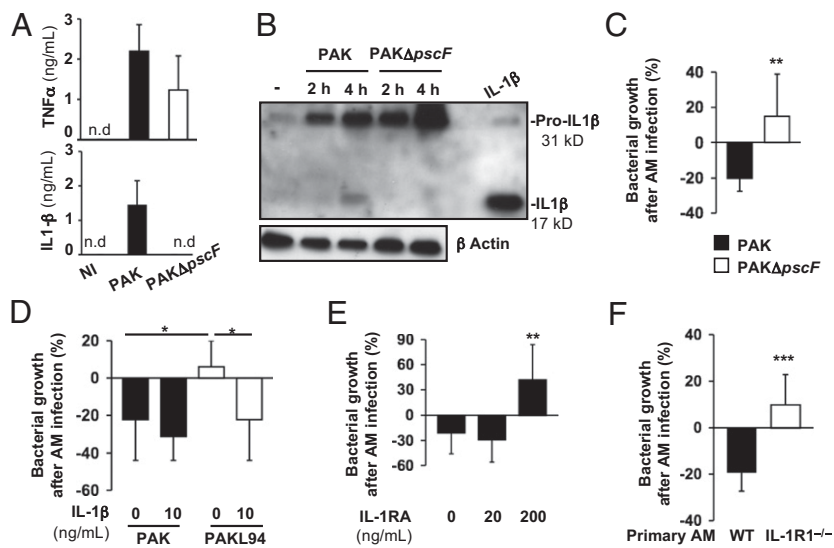 A
TNFα (ng/mL)
3
2
1
0
n.d
IL1-β (ng/mL)
3
2
1
0
n.d
n.d
NI
PAK
PAKΔpscF
B
PAK
PAKΔpscF
-
2 h
4 h
2 h
4 h
IL-1β
-Pro-IL1β
31 kD
-IL1β
17 kD
β Actin
C
Bacterial growth
after AM infection (%)
40
20
0
-20
-40
**
PAK
PAKΔpscF
D
Bacterial growth
after AM infection (%)
20
0
-20
-40
-60
*
*
IL-1β
(ng/mL)
0
10
0
10
PAK
PAKL94
E
Bacterial growth
after AM infection (%)
90
60
30
0
-30
-60
**
IL-1RA
(ng/mL)
0
20
200
F
Bacterial growth
after AM infection (%)
40
20
0
-20
-40
***
Primary AM
WT
IL-1R1−/−